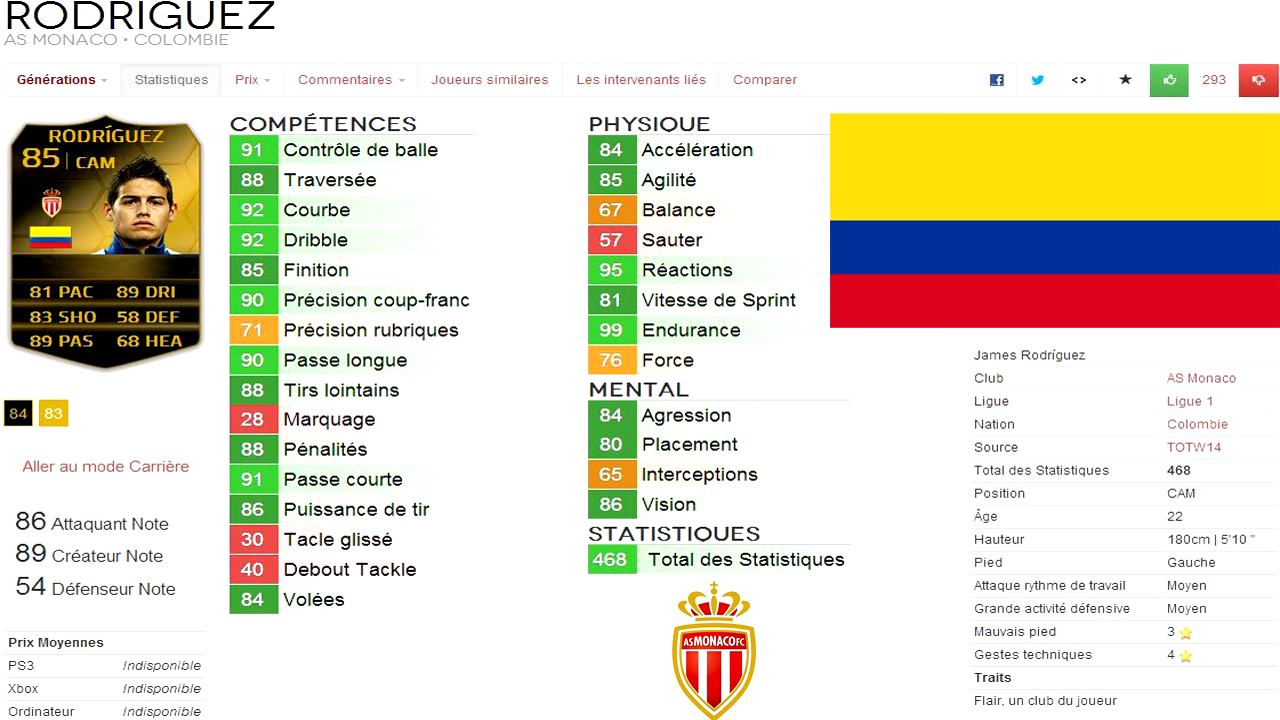 RODRIGUEZ
AS MONACO • COLOMBIE
Générations
Statistiques
Prix
Commentaires
Joueurs similaires
Les intervenants liés
Comparer
293
RODRÍGUEZ
85 | CAM
81 PAC 89 DRI
83 SHO 58 DEF
89 PAS 68 HEA
84 83
Aller au mode Carrière
86 Attaquant Note
89 Créateur Note
54 Défenseur Note
Prix Moyennes
PS3 Indisponible
Xbox Indisponible
Ordinateur Indisponible
COMPÉTENCES
91 Contrôle de balle
88 Traversée
92 Courbe
92 Dribble
85 Finition
90 Précision coup-franc
71 Précision rubriques
90 Passe longue
88 Tirs lointains
28 Marquage
88 Pénalités
91 Passe courte
86 Puissance de tir
30 Tacle glissé
40 Debout Tackle
84 Volées
PHYSIQUE
84 Accélération
85 Agilité
67 Balance
57 Sauter
95 Réactions
81 Vitesse de Sprint
99 Endurance
76 Force
MENTAL
84 Agression
80 Placement
65 Interceptions
86 Vision
STATISTIQUES
468 Total des Statistiques
AS MONACO FC
James Rodríguez
Club AS Monaco
Ligue Ligue 1
Nation Colombie
Source TOTW14
Total des Statistiques 468
Position CAM
Âge 22
Hauteur 180cm | 5'10 "
Pied Gauche
Attaque rythme de travail Moyen
Grande activité défensive Moyen
Mauvais pied 3
Gestes techniques 4
Traits
Flair, un club du joueur